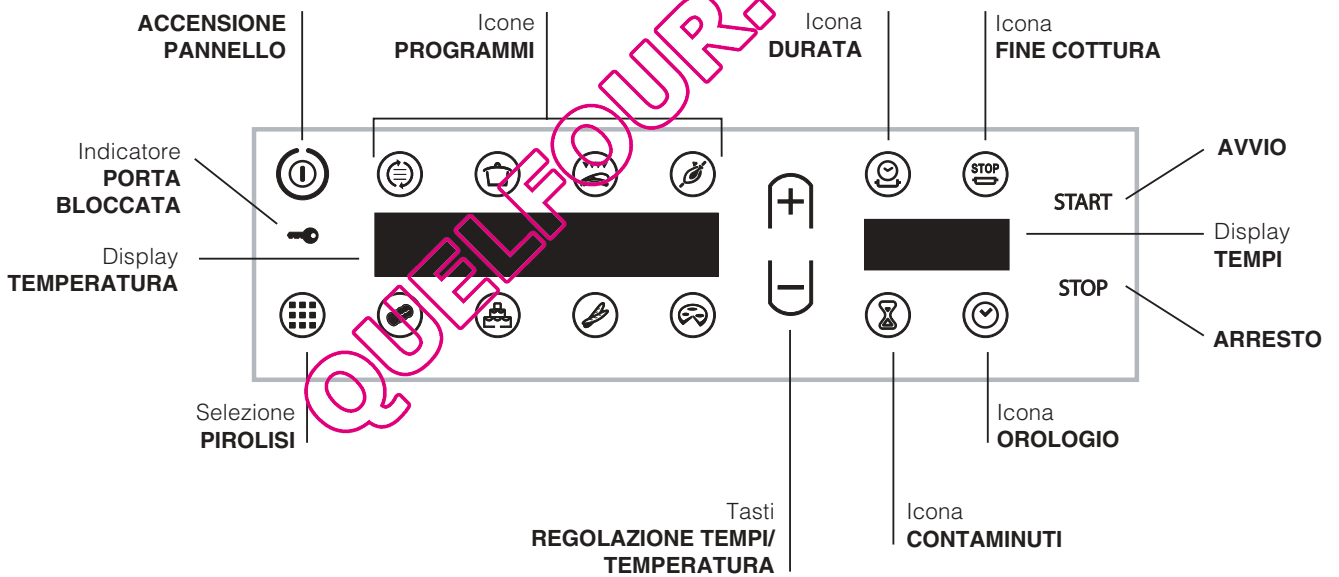 ACCENSIONE
PANNELLO
Icone
PROGRAMMI
Icona
DURATA
Icona
FINE COTTURA
Indicatore
PORTA
BLOCCATA
Display
TEMPERATURA
STOP
START
STOP
AVVIO
Display
TEMPI
ARRESTO
Selezione
PIROLISI
Tasti
REGOLAZIONE TEMPI/
TEMPERATURA
Icona
CONTAMINUTI
Icona
OROLOGIO
QUELFOUR.